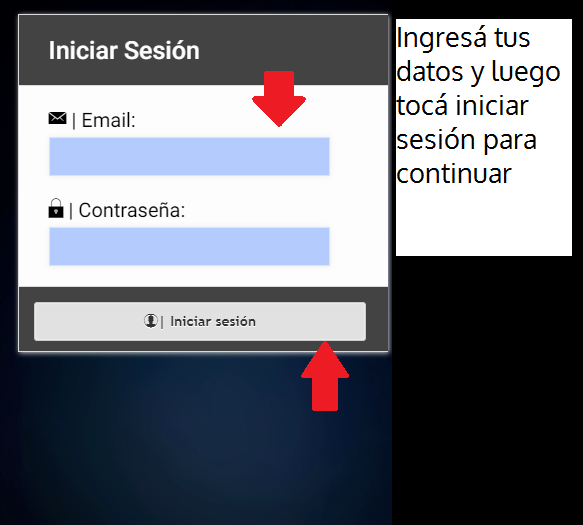 Iniciar Sesión
| Email:
| Contraseña:
| Iniciar sesión
Ingresá tus
datos y luego
tocá iniciar
sesión para
continuar